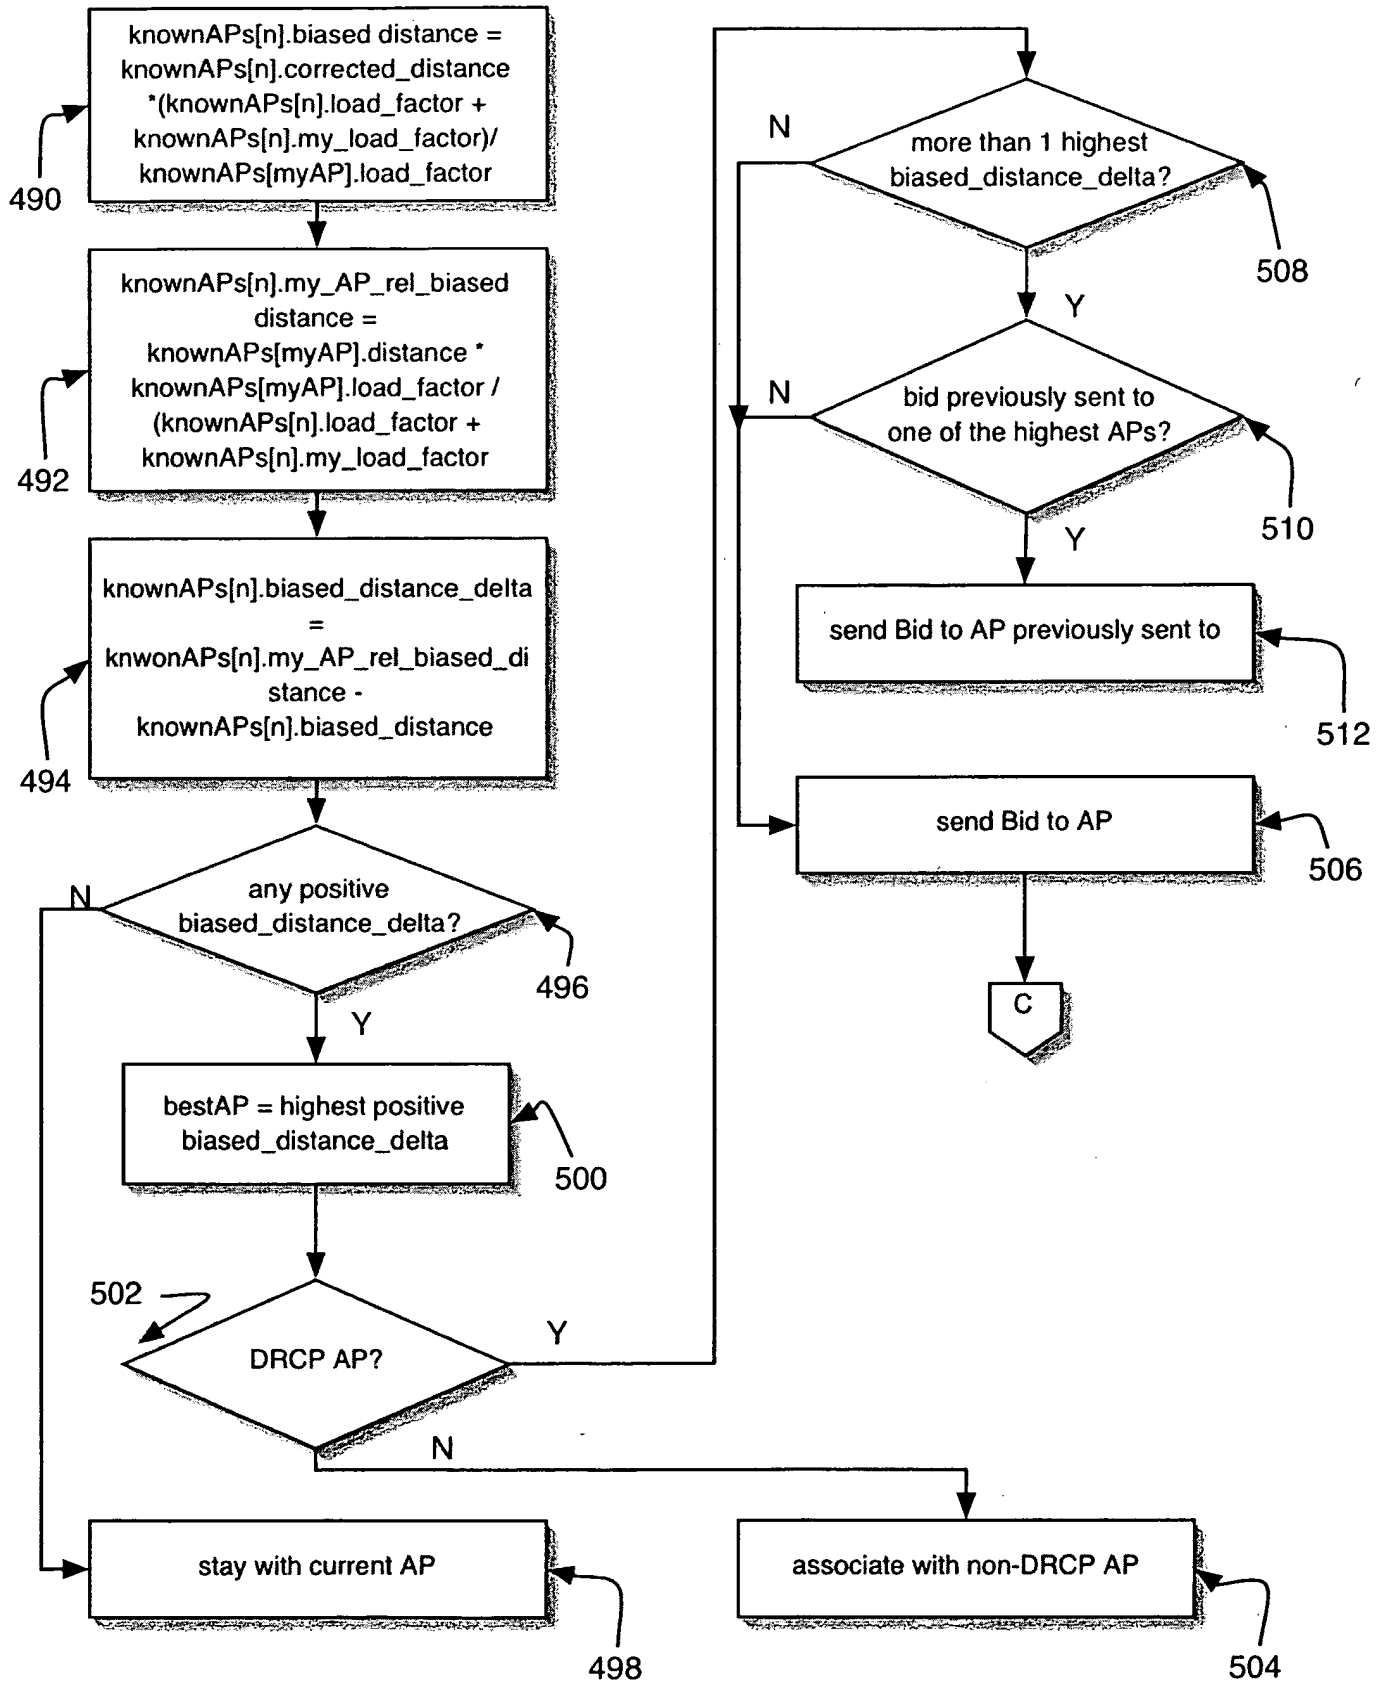 knownAPs[n].biased distance =
knownAPs[n].corrected_distance
*(knownAPs[n].load_factor +
knownAPs[n].my_load_factor)/
knownAPs[myAP].load_factor
490
knownAPs[n].my_AP_rel_biased
distance =
knownAPs[myAP].distance *
knownAPs[myAP].load_factor /
(knownAPs[n].load_factor +
knownAPs[n].my_load_factor
492
knownAPs[n].biased_distance_delta
=
knwonAPs[n].my_AP_rel_biased_di
stance -
knownAPs[n].biased_distance
494
N
any positive
biased_distance_delta?
496
Y
bestAP = highest positive
biased_distance_delta
500
502
DRCP AP?
Y
N
stay with current AP
498
associate with non-DRCP AP
504
N
more than 1 highest
biased_distance_delta?
508
Y
N
bid previously sent to
one of the highest APs?
510
Y
send Bid to AP previously sent to
512
send Bid to AP
506
C